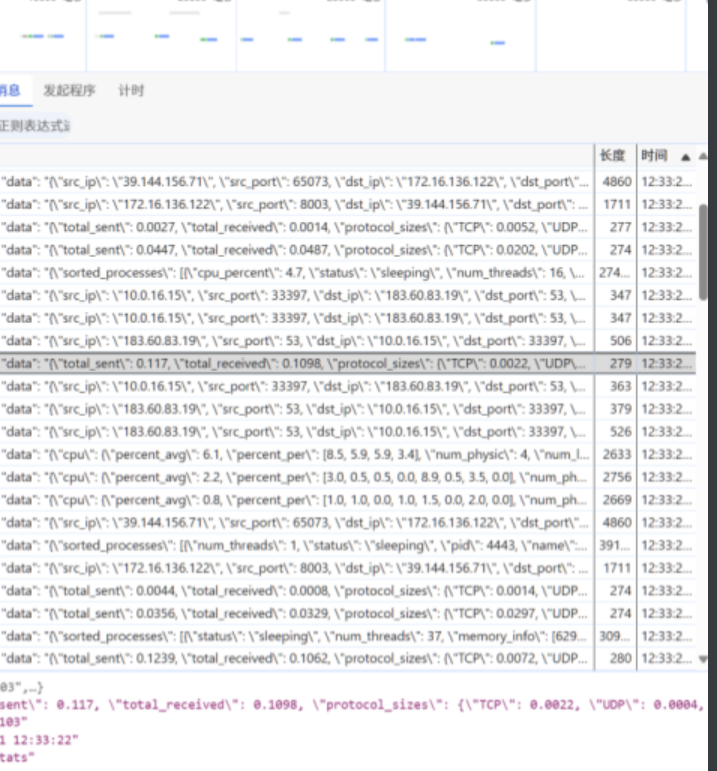 消息 发起程序 计时
正则表达式
长度 时间 ▲
"data": "{\"src_ip\": \"39.144.156.71\", \"src_port\": 65073, \"dst_ip\": \"172.16.136.122\", \"dst_port\"... 4860 12:33:2...
"data": "{\"src_ip\": \"172.16.136.122\", \"src_port\": 8003, \"dst_ip\": \"39.144.156.71\", \"dst_port\": ... 1711 12:33:2...
"data": "{\"total_sent\": 0.0027, \"total_received\": 0.0014, \"protocol_sizes\": {\"TCP\": 0.0052, \"UDP... 277 12:33:2...
"data": "{\"total_sent\": 0.0447, \"total_received\": 0.0487, \"protocol_sizes\": {\"TCP\": 0.0202, \"UDP... 274 12:33:2...
"data": "{\"sorted_processes\": [{\"cpu_percent\": 4.7, \"status\": \"sleeping\", \"num_threads\": 16, \... 274... 12:33:2...
"data": "{\"src_ip\": \"10.0.16.15\", \"src_port\": 33397, \"dst_ip\": \"183.60.83.19\", \"dst_port\": 53, \... 347 12:33:2...
"data": "{\"src_ip\": \"10.0.16.15\", \"src_port\": 33397, \"dst_ip\": \"183.60.83.19\", \"dst_port\": 53, \... 347 12:33:2...
"data": "{\"src_ip\": \"183.60.83.19\", \"src_port\": 53, \"dst_ip\": \"10.0.16.15\", \"dst_port\": 33397, \... 506 12:33:2...
"data": "{\"total_sent\": 0.117, \"total_received\": 0.1098, \"protocol_sizes\": {\"TCP\": 0.0022, \"UDP\... 279 12:33:2...
"data": "{\"src_ip\": \"10.0.16.15\", \"src_port\": 33397, \"dst_ip\": \"183.60.83.19\", \"dst_port\": 53, \... 363 12:33:2...
"data": "{\"src_ip\": \"183.60.83.19\", \"src_port\": 53, \"dst_ip\": \"10.0.16.15\", \"dst_port\": 33397, \... 379 12:33:2...
"data": "{\"src_ip\": \"183.60.83.19\", \"src_port\": 53, \"dst_ip\": \"10.0.16.15\", \"dst_port\": 33397, \... 526 12:33:2...
"data": "{\"cpu\": {\"percent_avg\": 6.1, \"percent_per\": [8.5, 5.9, 5.9, 3.4], \"num_physic\": 4, \"num_l... 2633 12:33:2...
"data": "{\"cpu\": {\"percent_avg\": 2.2, \"percent_per\": [3.0, 0.5, 0.5, 0.0, 8.9, 0.5, 3.5, 0.0], \"num_ph... 2756 12:33:2...
"data": "{\"cpu\": {\"percent_avg\": 0.8, \"percent_per\": [1.0, 1.0, 0.0, 1.0, 1.5, 0.0, 2.0, 0.0], \"num_ph... 2669 12:33:2...
"data": "{\"src_ip\": \"39.144.156.71\", \"src_port\": 65073, \"dst_ip\": \"172.16.136.122\", \"dst_port\"... 4860 12:33:2...
"data": "{\"sorted_processes\": [{\"num_threads\": 1, \"status\": \"sleeping\", \"pid\": 4443, \"name\":... 391... 12:33:2...
"data": "{\"src_ip\": \"172.16.136.122\", \"src_port\": 8003, \"dst_ip\": \"39.144.156.71\", \"dst_port\": ... 1711 12:33:2...
"data": "{\"total_sent\": 0.0044, \"total_received\": 0.0008, \"protocol_sizes\": {\"TCP\": 0.0014, \"UDP... 274 12:33:2...
"data": "{\"total_sent\": 0.0356, \"total_received\": 0.0329, \"protocol_sizes\": {\"TCP\": 0.0297, \"UDP... 274 12:33:2...
"data": "{\"sorted_processes\": [{\"status\": \"sleeping\", \"num_threads\": 37, \"memory_info\": [629... 309... 12:33:2...
"data": "{\"total_sent\": 0.1239, \"total_received\": 0.1062, \"protocol_sizes\": {\"TCP\": 0.0072, \"UDP... 280 12:33:2...
03",…}
sent\": 0.117, \"total_received\": 0.1098, \"protocol_sizes\": {\"TCP\": 0.0022, \"UDP\": 0.0004,
103"
1 12:33:22"
tats"